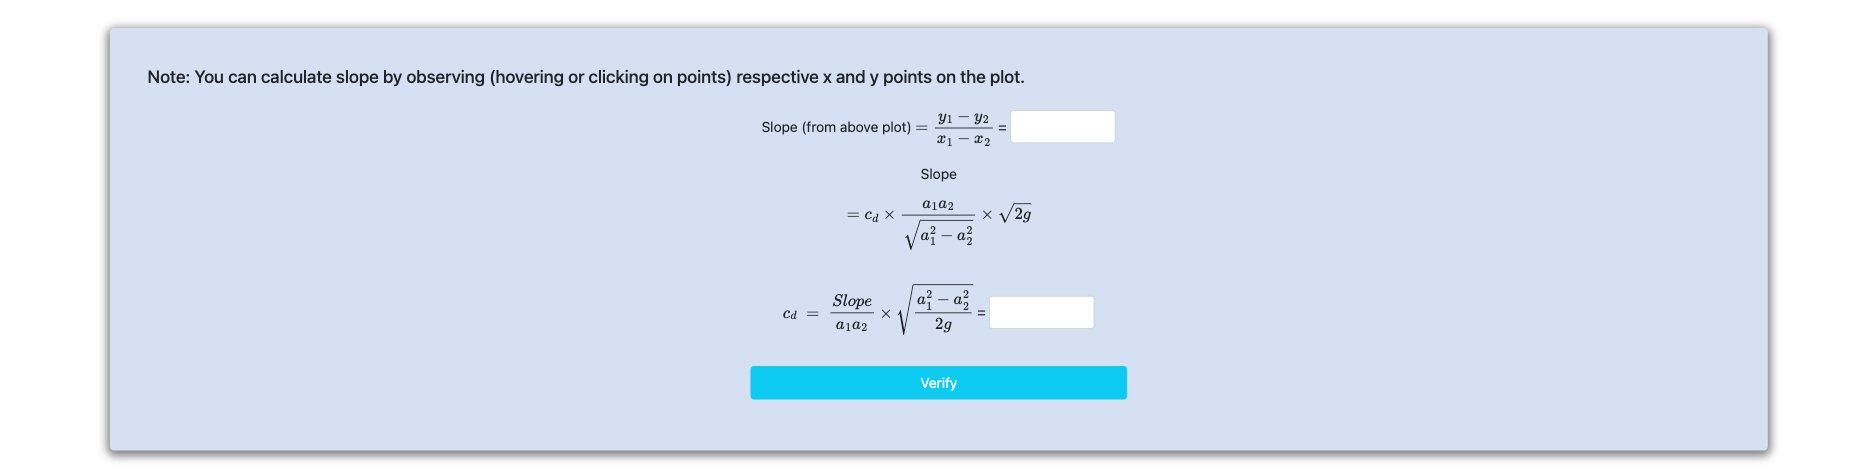 Note: You can calculate slope by observing (hovering or clicking on points) respective x and y points on the plot.
Slope (from above plot) = \frac{y_1 - y_2}{x_1 - x_2} =
Slope
= c_d \times \frac{a_1 a_2}{\sqrt{a_1^2 - a_2^2}} \times \sqrt{2g}
c_d = \frac{Slope}{a_1 a_2} \times \sqrt{\frac{a_1^2 - a_2^2}{2g}} =
Verify